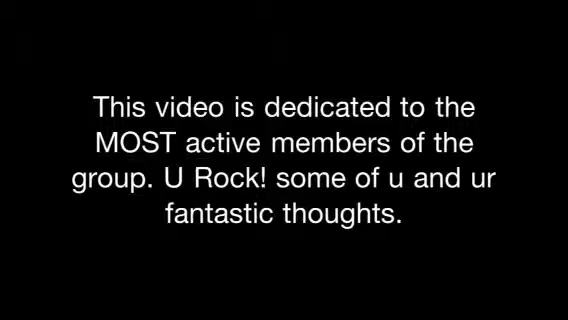 This video is dedicated to the
MOST active members of the
group. U Rock! some of u and ur
fantastic thoughts.